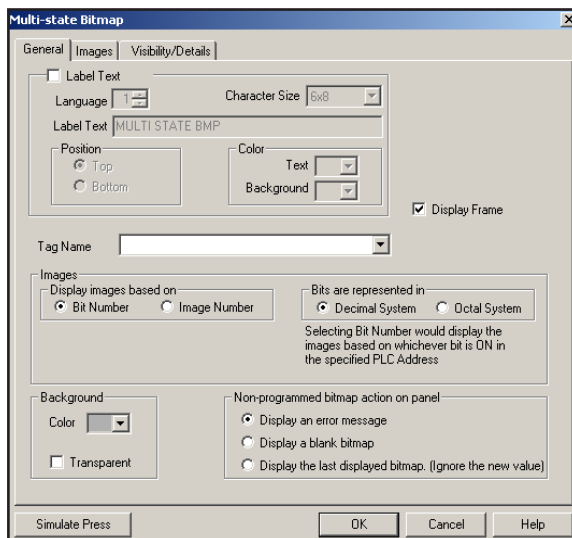 Multi-state Bitmap
General Images Visibility/Details
Label Text
Language 1 Character Size 6x8
Label Text MULTI STATE BMP
Position Color
Top Text
Bottom Background
Display Frame
Tag Name
Images
Display images based on Bits are represented in
Bit Number Image Number Decimal System Octal System
Selecting Bit Number would display the
images based on whichever bit is ON in
the specified PLC Address
Background Non-programmed bitmap action on panel
Color Display an error message
Display a blank bitmap
Transparent Display the last displayed bitmap. (Ignore the new value)
Simulate Press OK Cancel Help